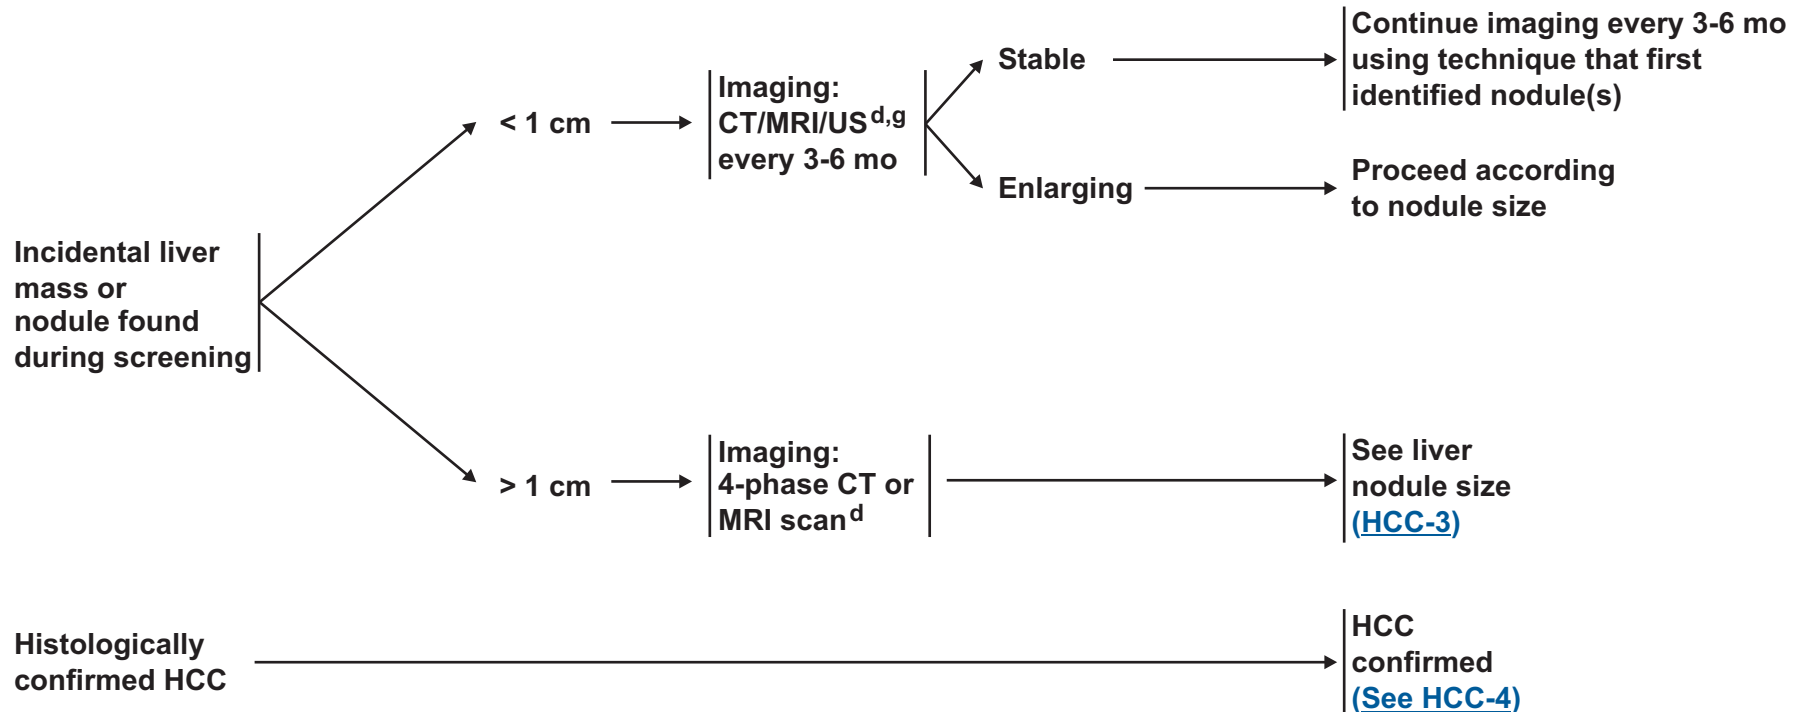 Incidental liver
mass or
nodule found
during screening
< 1 cm
Imaging:
CT/MRI/US d,g
every 3-6 mo
Stable
Continue imaging every 3-6 mo
using technique that first
identified nodule(s)
Enlarging
Proceed according
to nodule size
> 1 cm
Imaging:
4-phase CT or
MRI scan d
See liver
nodule size
(HCC-3)
Histologically
confirmed HCC
HCC
confirmed
(See HCC-4)